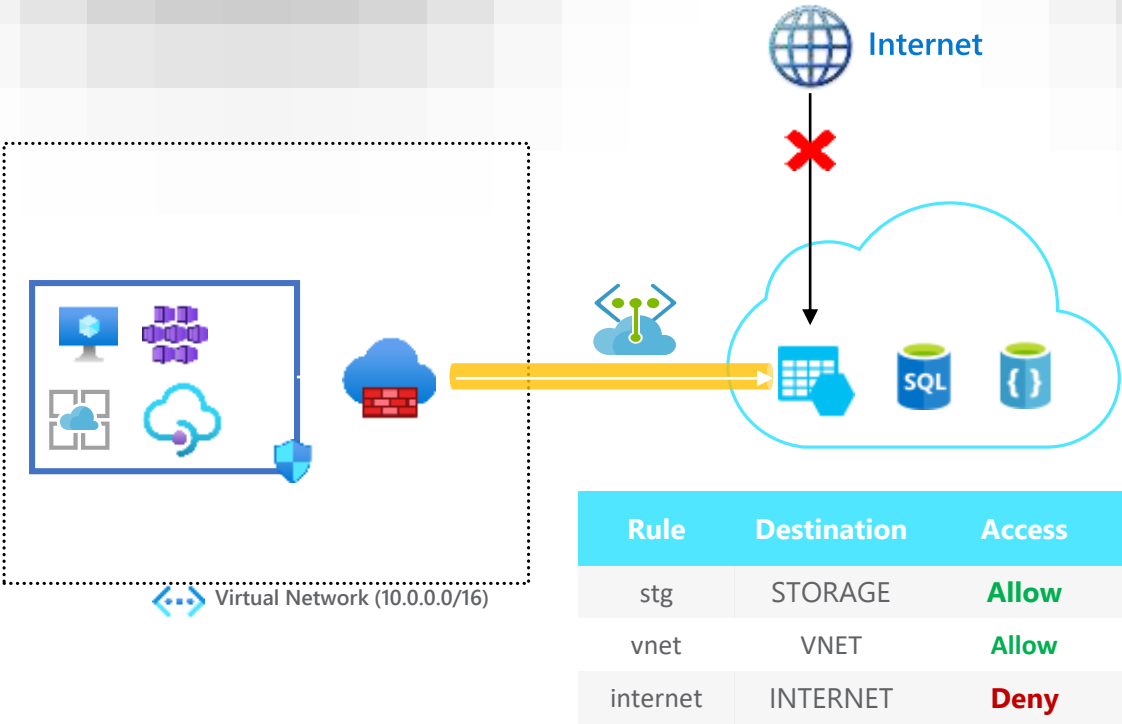 Internet
SQL
{ }
Virtual Network (10.0.0.0/16)
Rule Destination Access
stg STORAGE Allow
vnet VNET Allow
internet INTERNET Deny